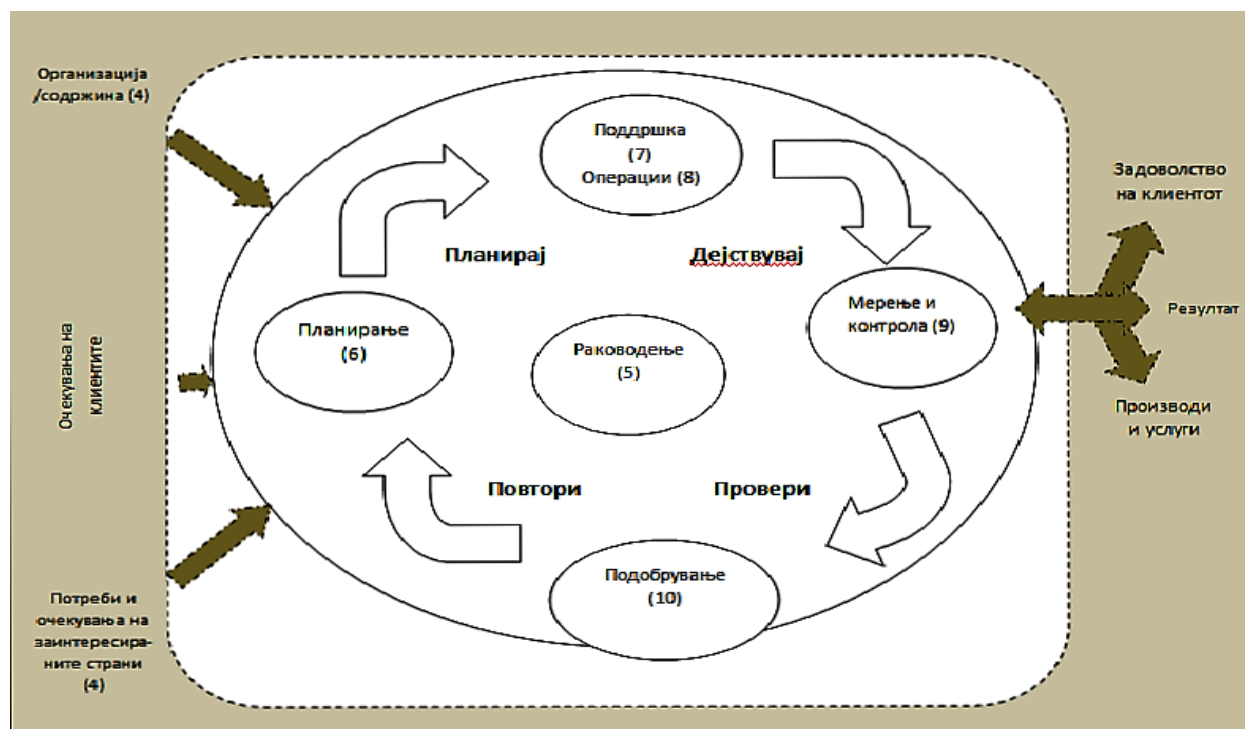 Организација
/содржина (4)
Поддршка
(7)
Операции (8)
Задоволство
на клиентот
Планирај
Дејствувај
Мерење и
контрола (9)
Резултат
Планирање
(6)
Раководење
(5)
Очекувања на
клиентите
Производи
и услуги
Повтори
Провери
Подобрување
(10)
Потреби и
очекувања на
заинтересира-
ните страни
(4)